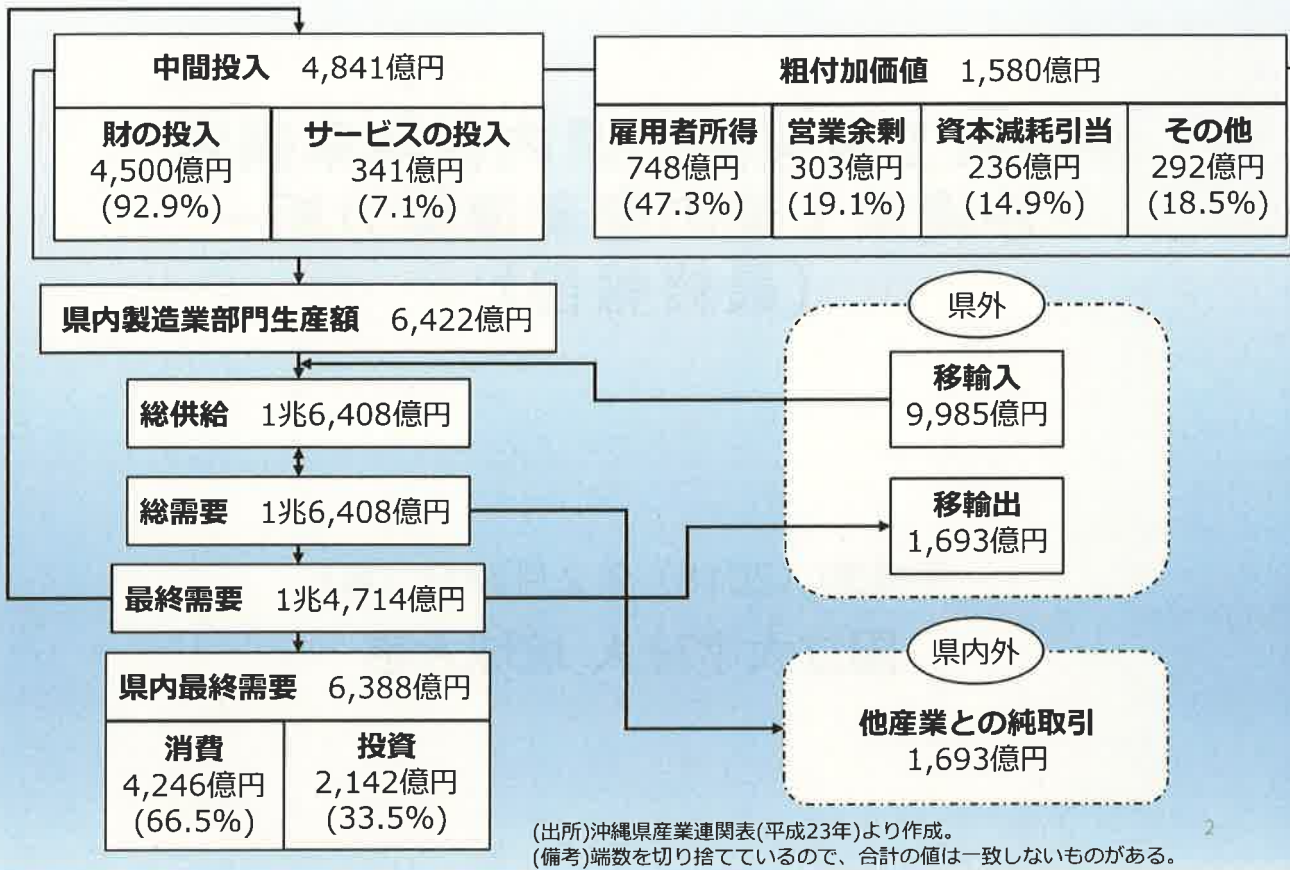 中間投入 4,841億円
財の投入
4,500億円
(92.9%)
サービスの投入
341億円
(7.1%)
粗付加価値 1,580億円
雇用者所得
748億円
(47.3%)
営業余剰
303億円
(19.1%)
資本減耗引当
236億円
(14.9%)
その他
292億円
(18.5%)
県内製造業部門生産額 6,422億円
総供給 1兆6,408億円
総需要 1兆6,408億円
最終需要 1兆4,714億円
県内最終需要 6,388億円
消費
4,246億円
(66.5%)
投資
2,142億円
(33.5%)
県外
移輸入
9,985億円
移輸出
1,693億円
県内外
他産業との純取引
1,693億円
(出所)沖縄県産業連関表(平成23年)より作成。
(備考)端数を切り捨てているので、合計の値は一致しないものがある。
2